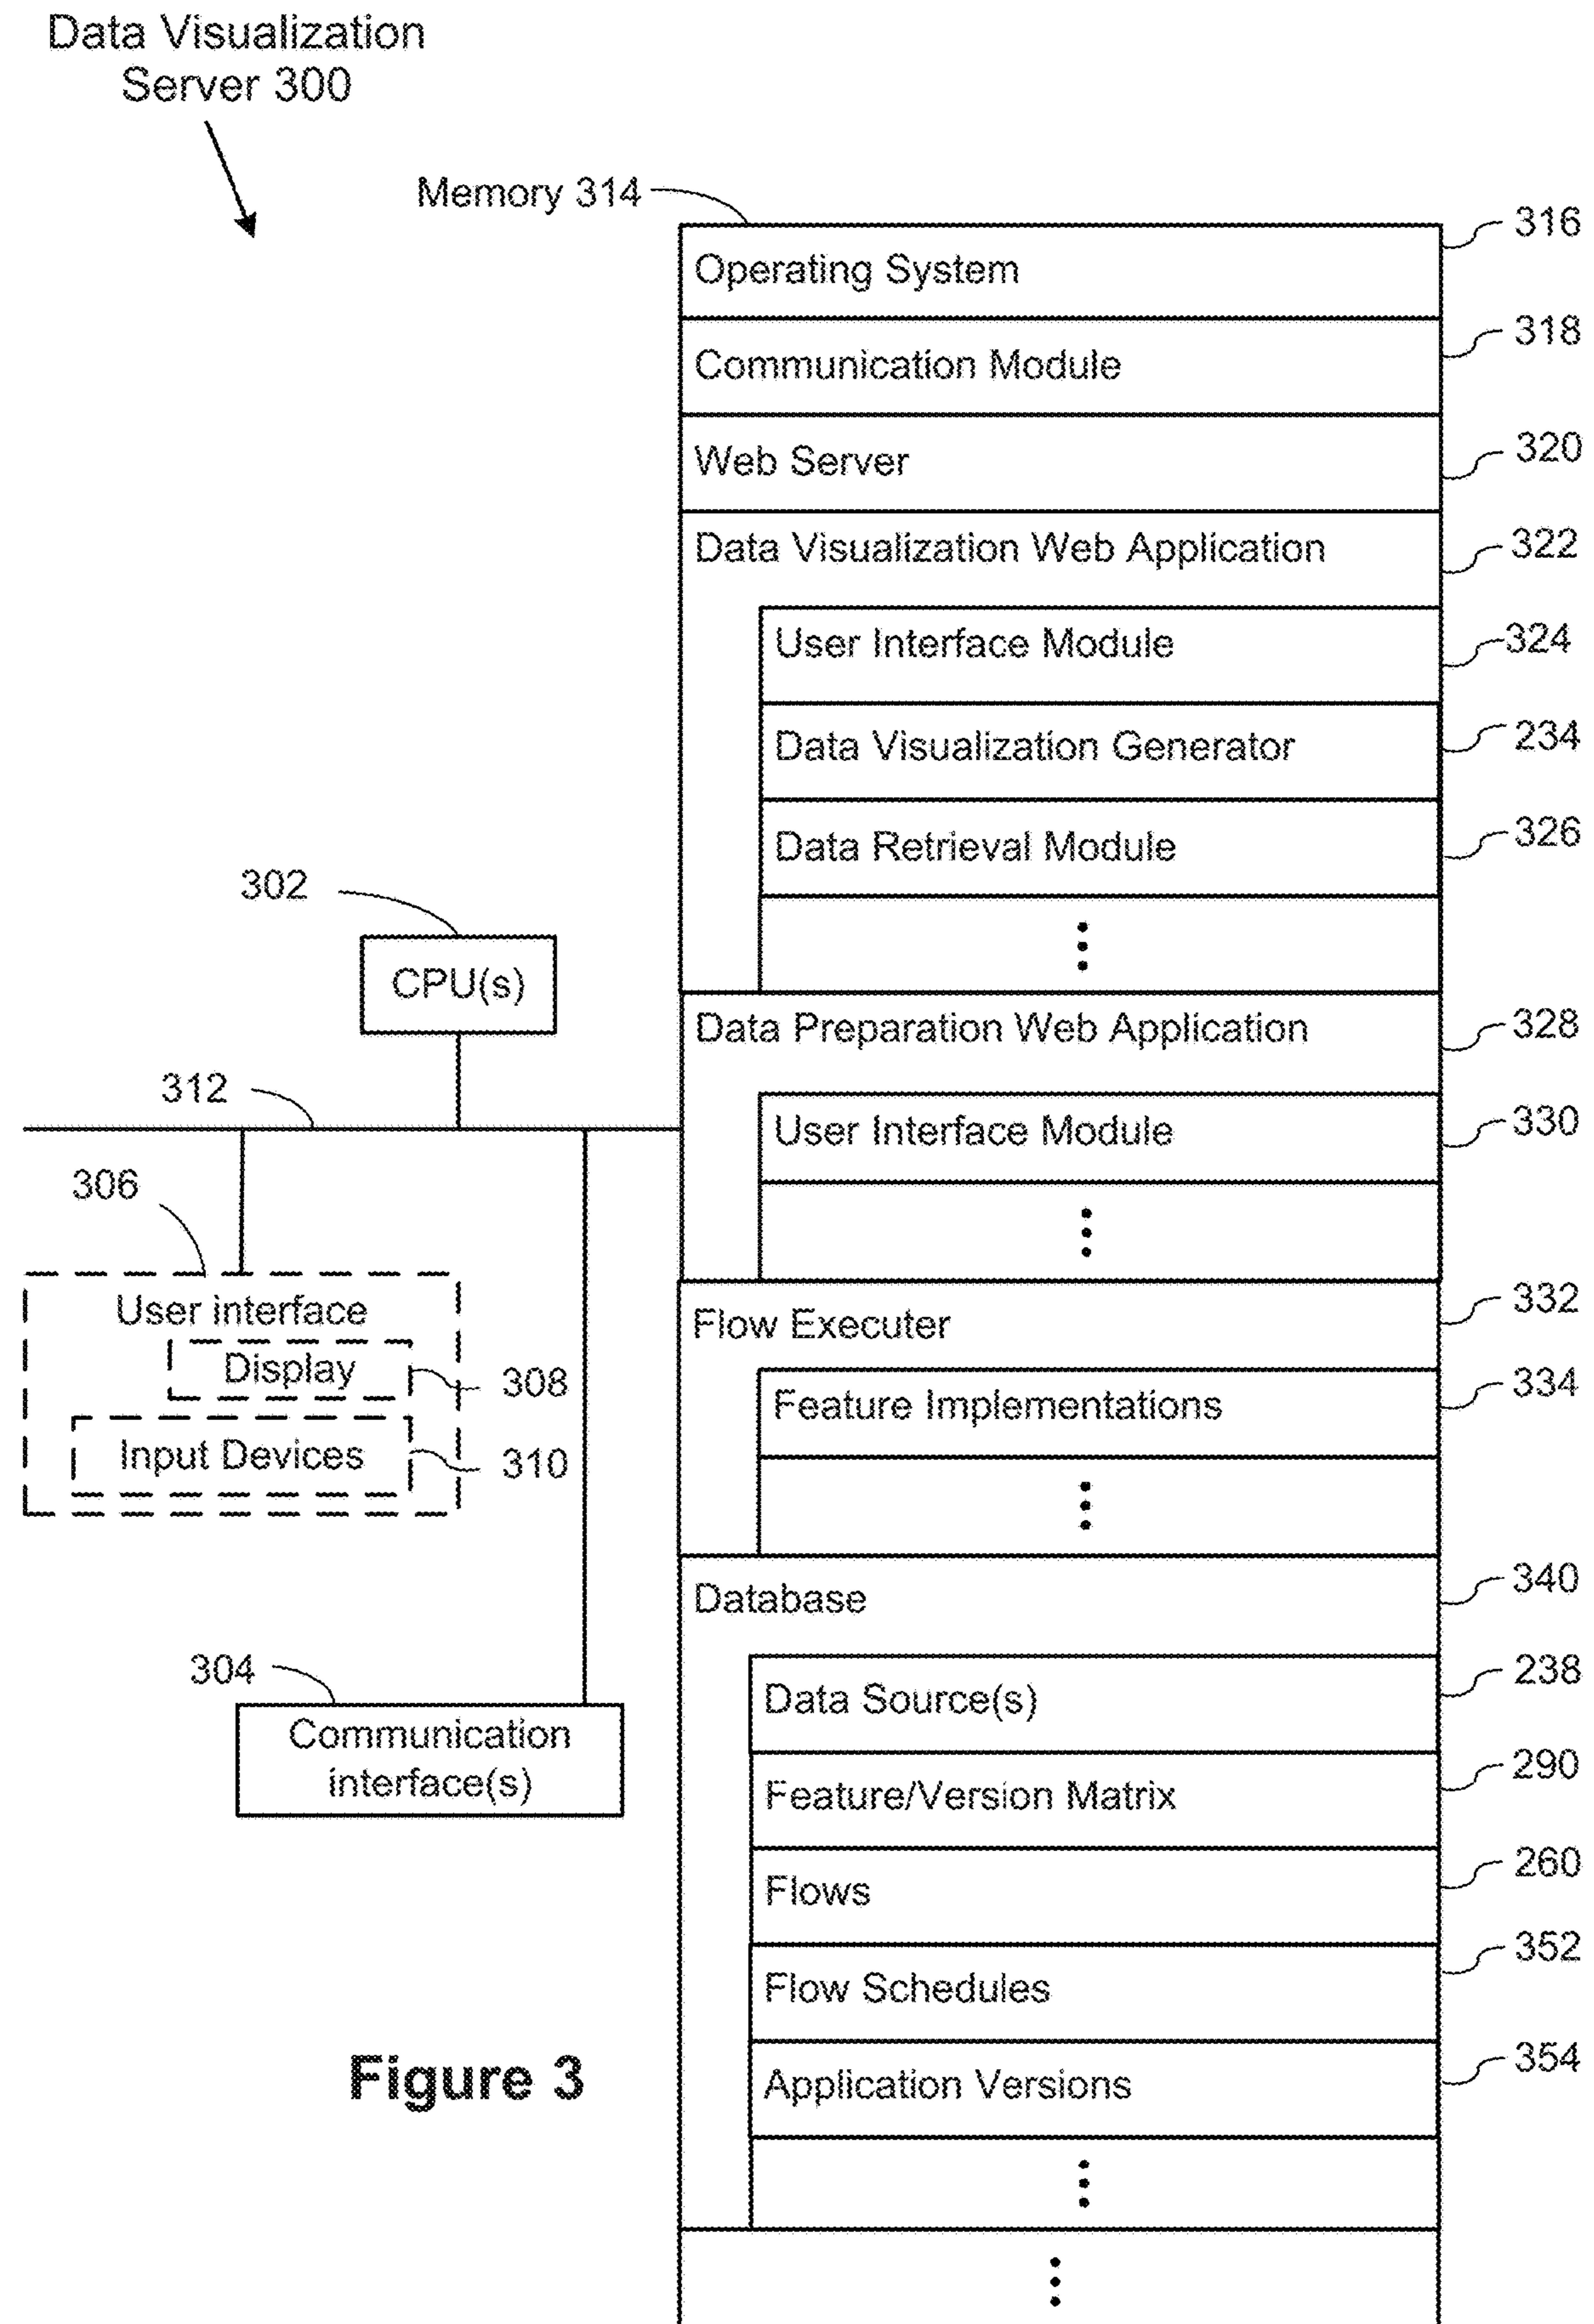 Data Visualization
Server 300
Memory 314
Operating System
316
Communication Module
318
Web Server
320
Data Visualization Web Application
322
User Interface Module
324
Data Visualization Generator
234
Data Retrieval Module
326
Data Preparation Web Application
328
User Interface Module
330
Flow Executer
332
Feature Implementations
334
Database
340
Data Source(s)
238
Feature/Version Matrix
290
Flows
260
Flow Schedules
352
Application Versions
354
302
CPU(s)
312
306
User interface
Display
308
Input Devices
310
304
Communication
interface(s)
Figure 3